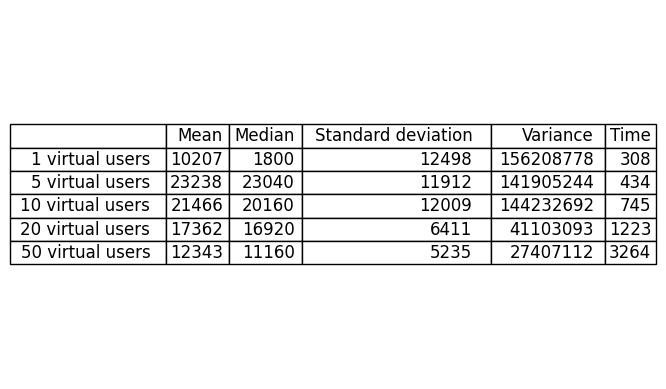 Mean Median Standard deviation Variance Time
1 virtual users 10207 1800 12498 156208778 308
5 virtual users 23238 23040 11912 141905244 434
10 virtual users 21466 20160 12009 144232692 745
20 virtual users 17362 16920 6411 41103093 1223
50 virtual users 12343 11160 5235 27407112 3264